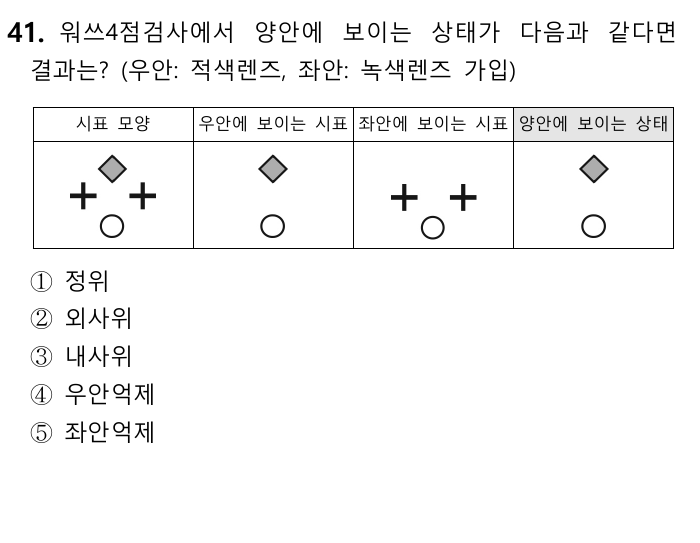 41. 워쓰4점검사에서 양안에 보이는 상태가 다음과 같다면
결과는? (우안: 적색렌즈, 좌안: 녹색렌즈 가입)
시표 모양 우안에 보이는 시표 좌안에 보이는 시표 양안에 보이는 상태
① 정위
② 외사위
③ 내사위
④ 우안억제
⑤ 좌안억제